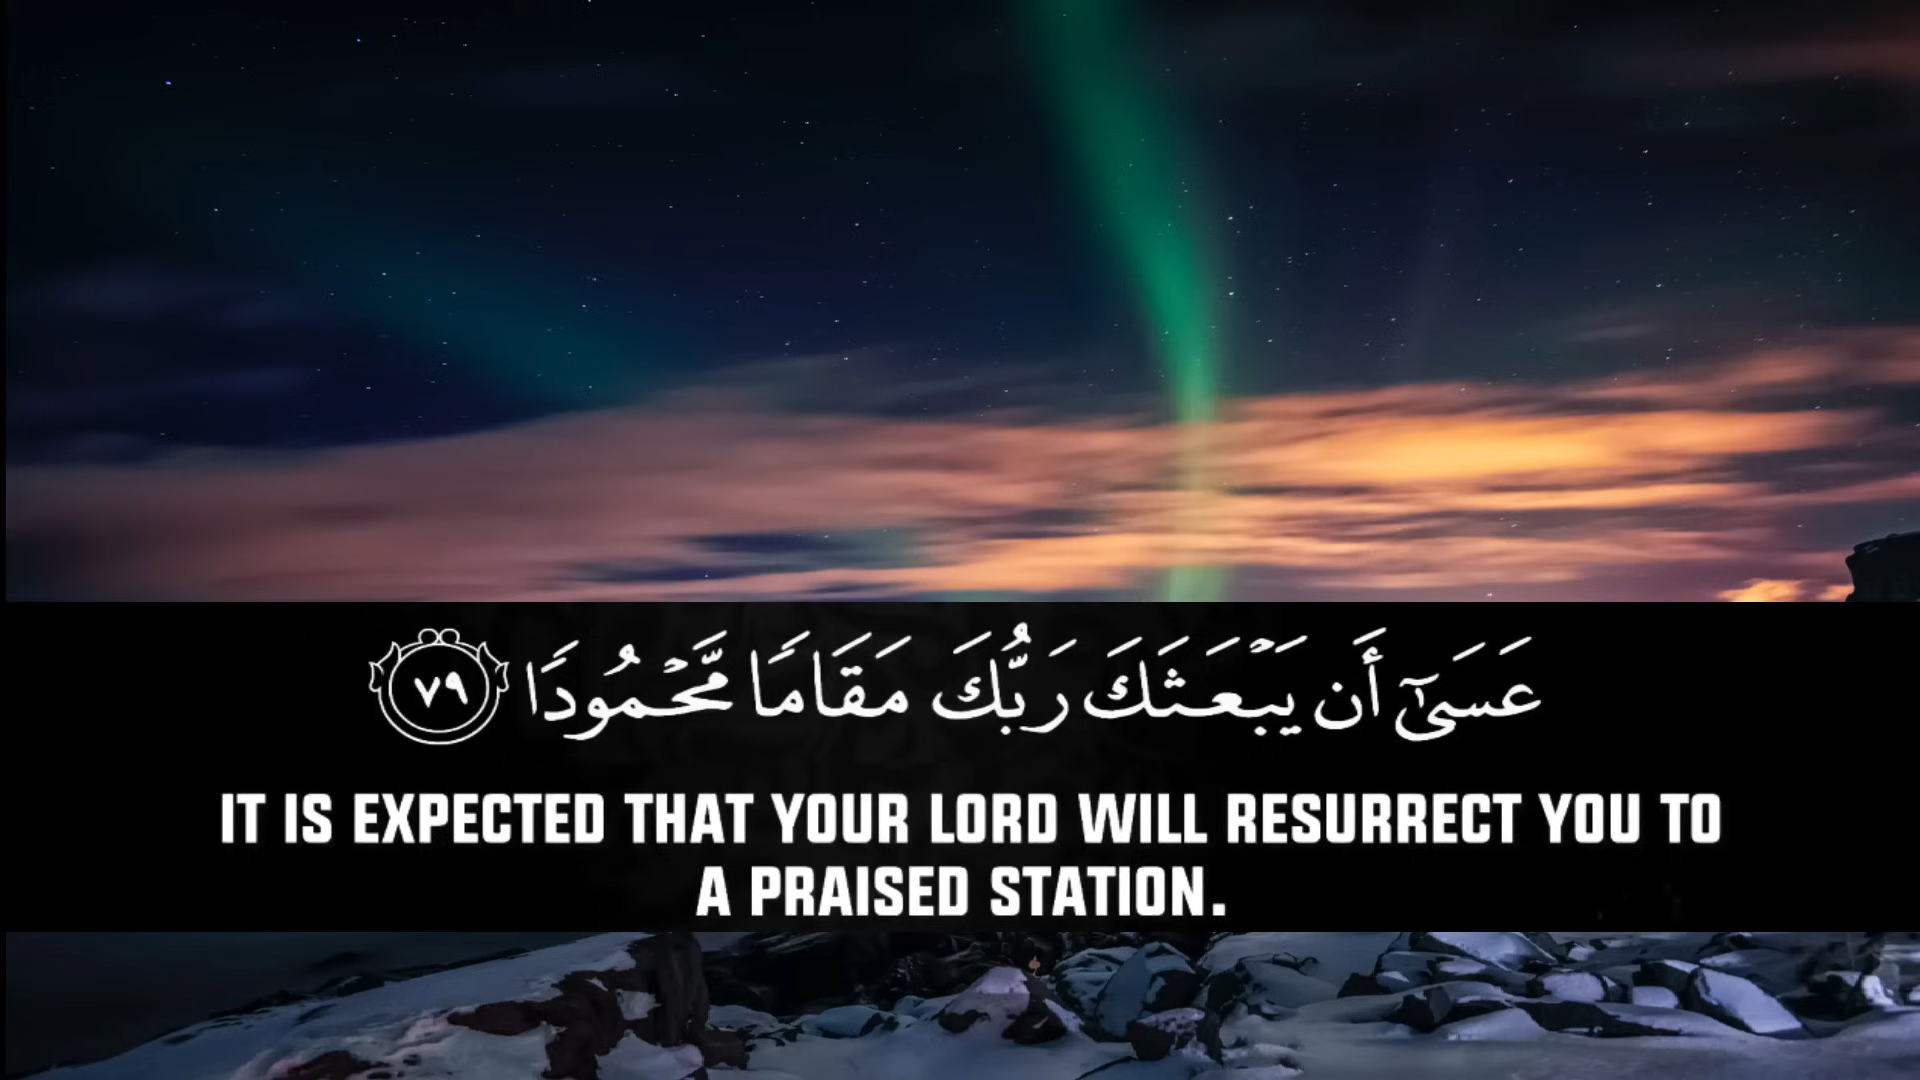 عَسَىٰٓ أَن يَبْعَثَكَ رَبُّكَ مَقَامًا مَّحْمُودًا ٧٩
IT IS EXPECTED THAT YOUR LORD WILL RESURRECT YOU TO
A PRAISED STATION.